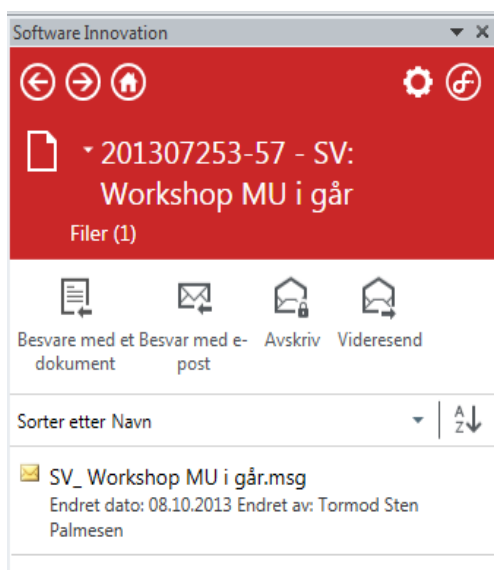 Software Innovation
201307253-57 - SV:
Workshop MU i går
Filer (1)
Besvare med et dokument
Besvar med e-post
Avskriv
Videresend
Sorter etter Navn
A
Z
SV_ Workshop MU i går.msg
Endret dato: 08.10.2013 Endret av: Tormod Sten
Palmesen